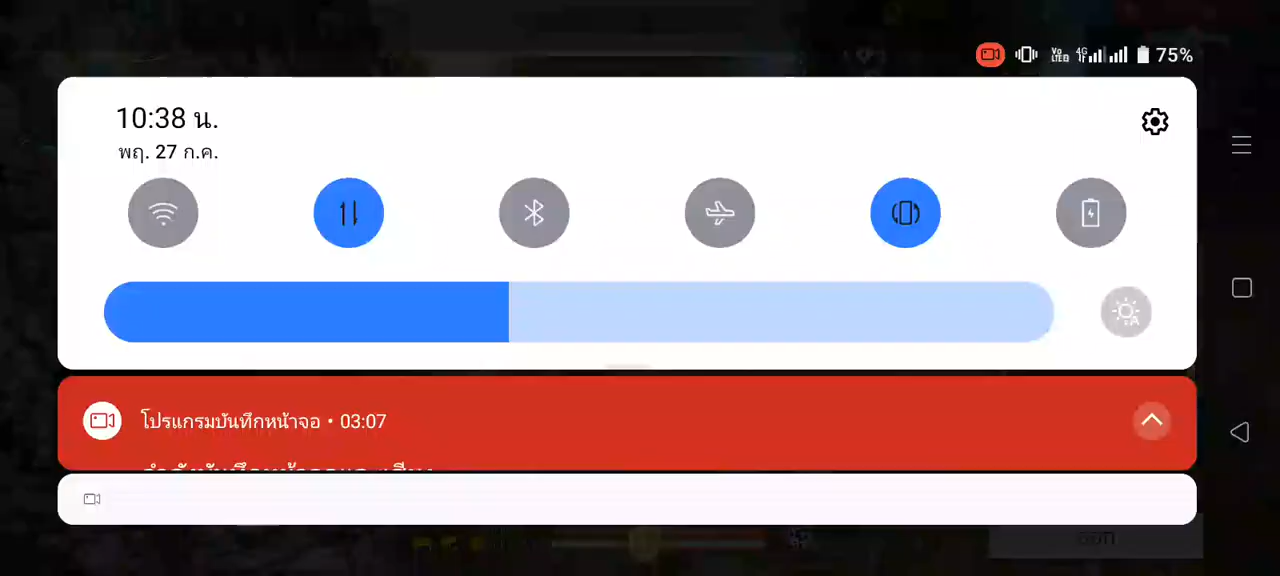 75%
10:38 น.
พฤ. 27 ก.ค.
โปรแกรมบันทึกหน้าจอ • 03:07